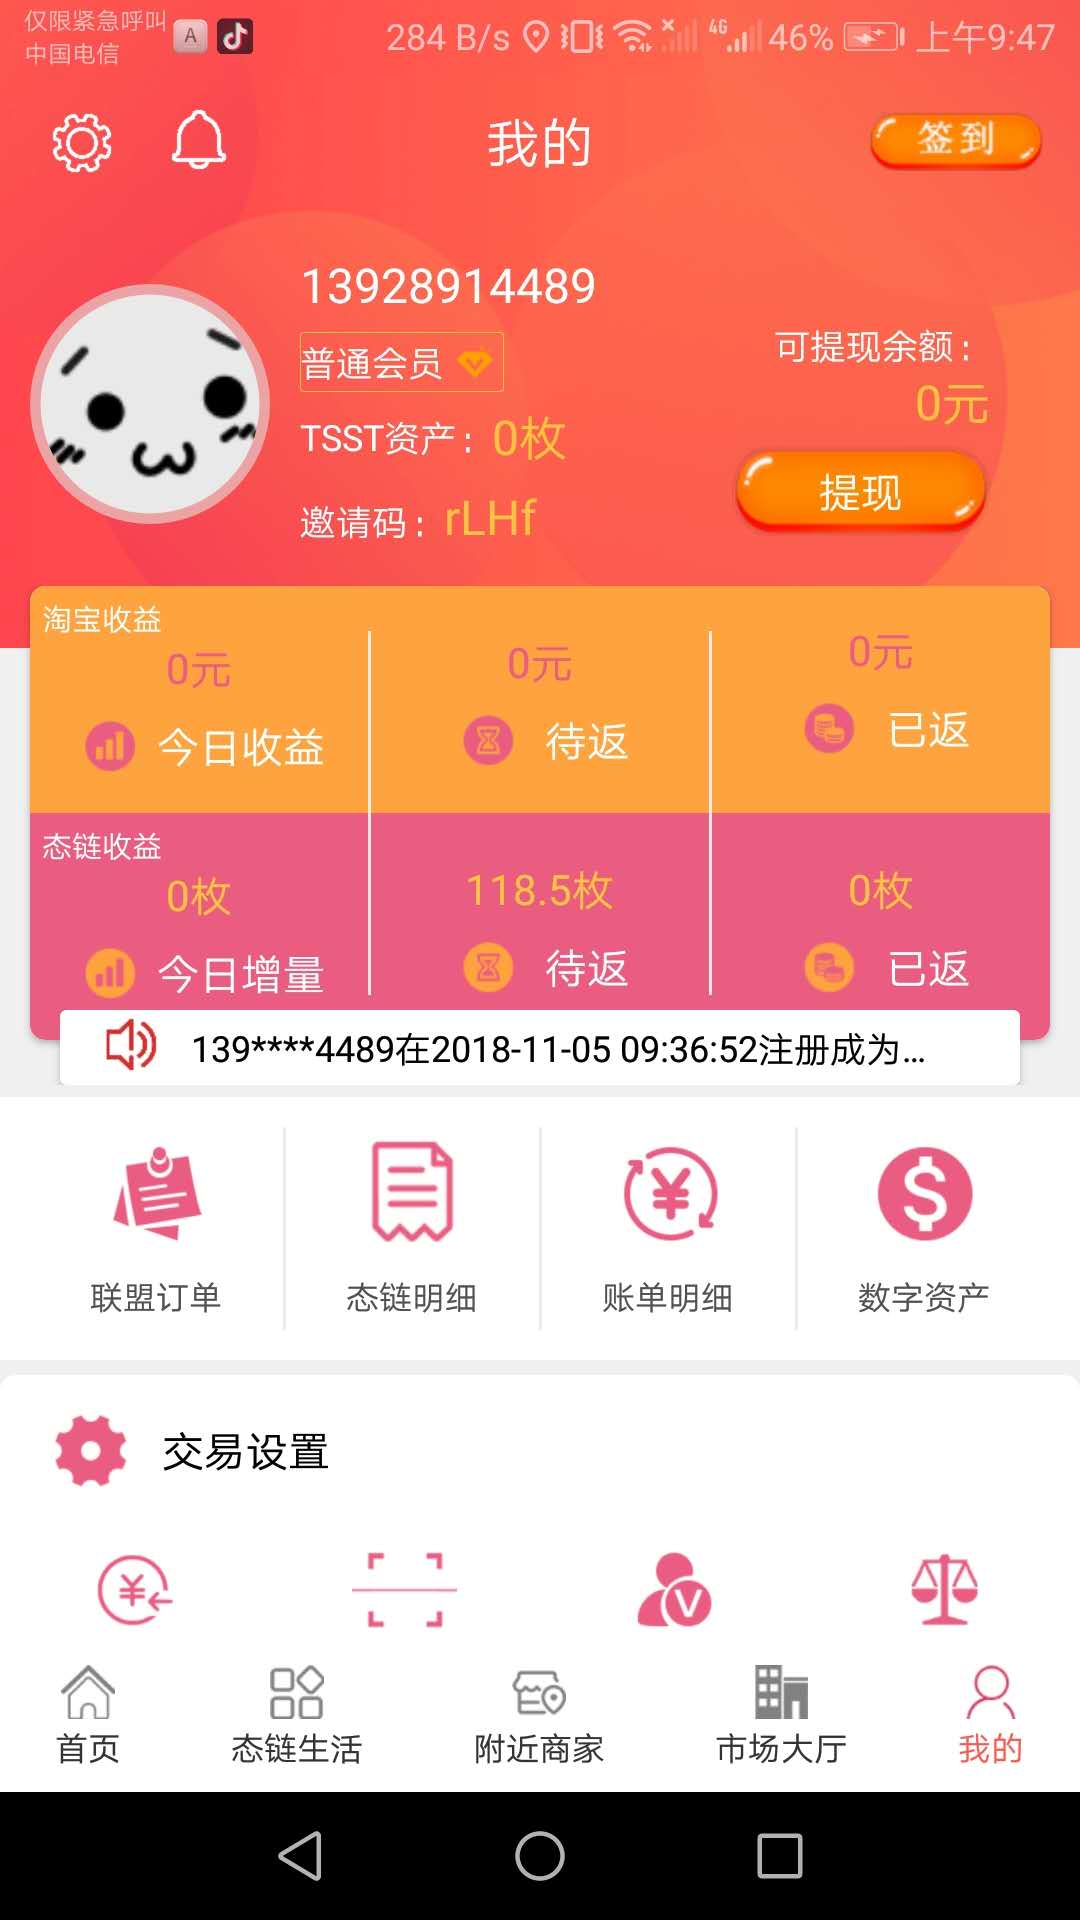 仅限紧急呼叫
中国电信
A
284 B/s
4G
46%
上午9:47
我的
签到
13928914489
普通会员
TSST资产: 0枚
邀请码: rLHf
可提现余额:
0元
提现
淘宝收益
0元 0元 0元
今日收益 待返 已返
态链收益
0枚 118.5枚 0枚
今日增量 待返 已返
139****4489在2018-11-05 09:36:52注册成为...
联盟订单 态链明细 账单明细 数字资产
交易设置
首页 态链生活 附近商家 市场大厅 我的